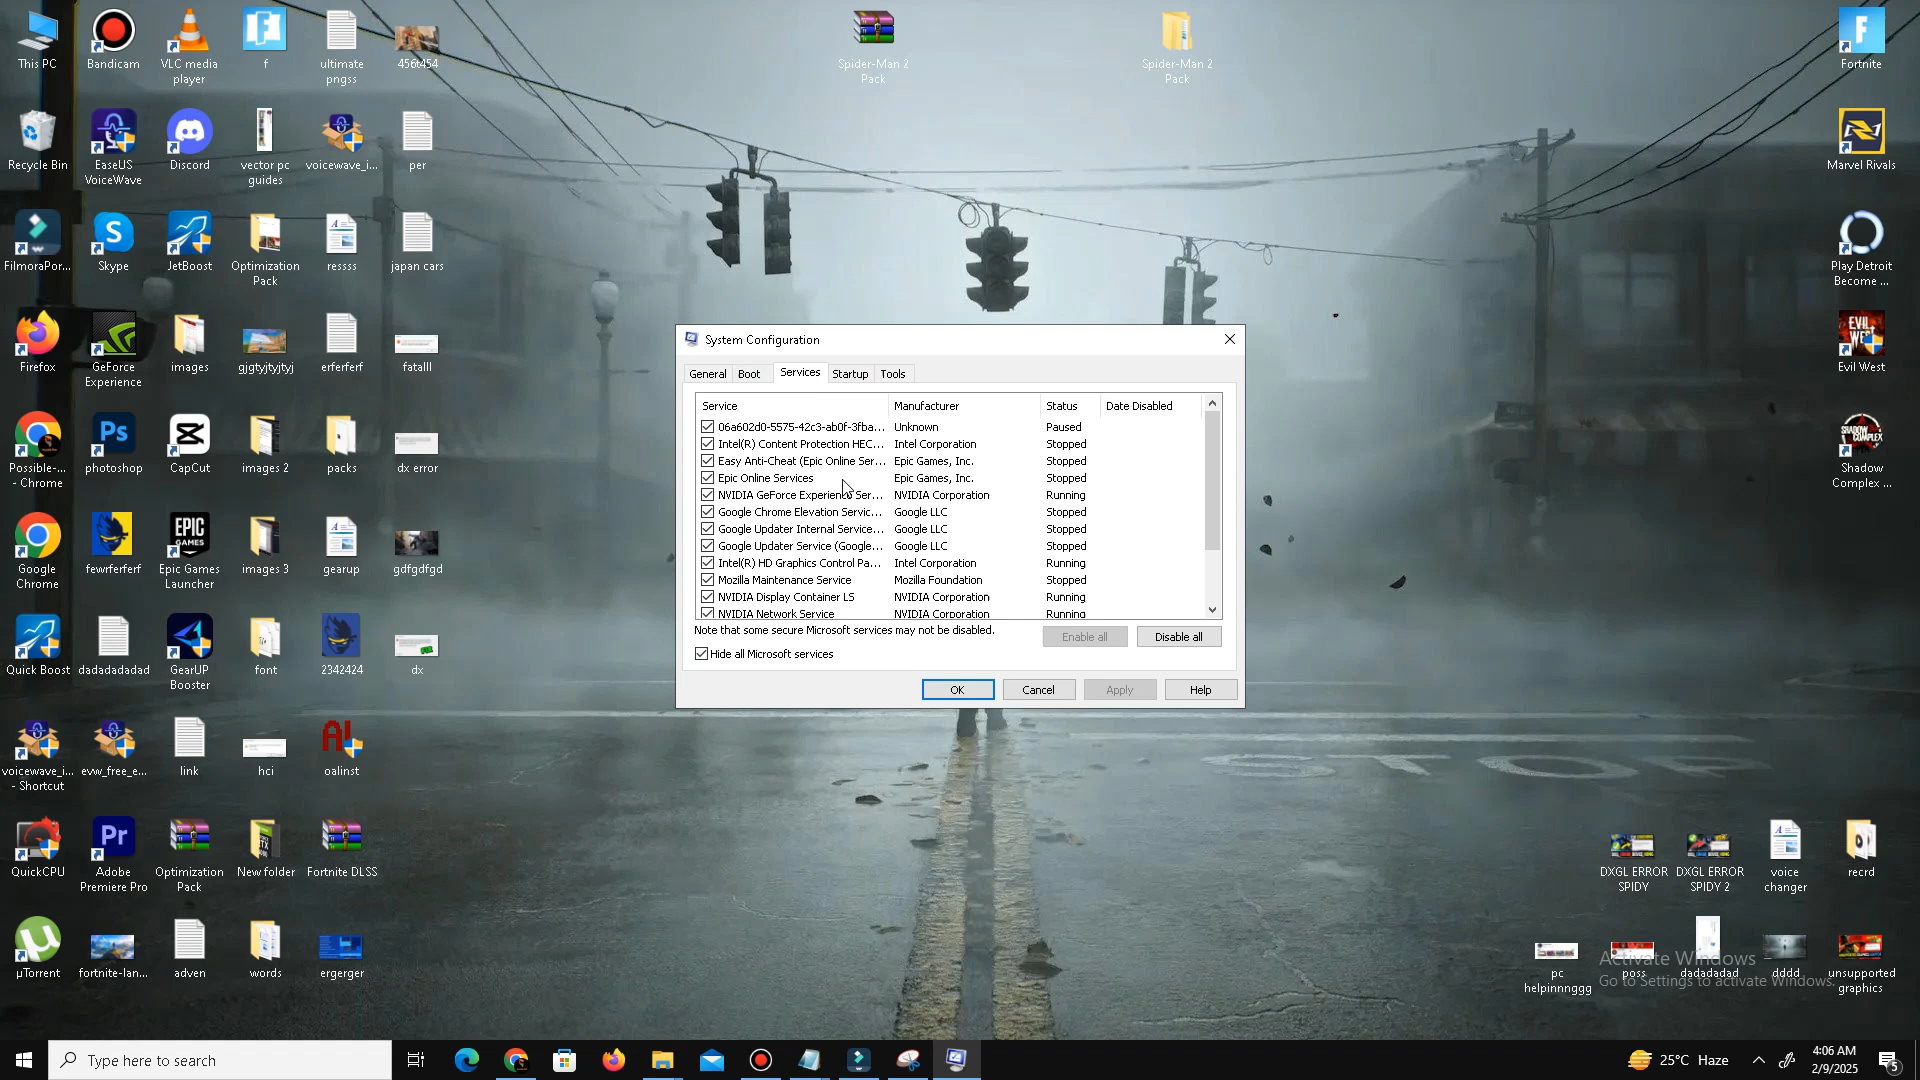 This PC
Bandicam
VLC media
player
f
ultimate
pngss
456t454
Spider-Man 2
Pack
Spider-Man 2
Pack
Fortnite
Recycle Bin
EaseUS
VoiceWave
Discord
vector pc
guides
voicewave_i...
per
Marvel Rivals
FilmoraPor...
Skype
JetBoost
Optimization
Pack
ressss
japan cars
Play Detroit
Become ...
Firefox
GeForce
Experience
images
gjgtyjtyjtyj
erferferf
fatalll
EVIL
WEST
Evil West
Possible-...
- Chrome
Ps
photoshop
CapCut
images 2
packs
dx error
SHADOW
COMPLEX
Shadow
Complex ...
Google
Chrome
fewrferferf
EPIC
GAMES
Epic Games
Launcher
images 3
gearup
gdfgdfgd
Quick Boost
dadadadadad
GearUP
Booster
font
2342424
dx
voicewave_i...
- Shortcut
evw_free_e...
link
hci
AL
oalinst
QuickCPU
Pr
Adobe
Premiere Pro
Optimization
Pack
New folder
Fortnite DLSS
µTorrent
fortnite-lan...
adven
words
ergerger
System Configuration
General
Boot
Services
Startup
Tools
Service Manufacturer Status Date Disabled
06a602d0-5575-42c3-ab0f-3fba... Unknown Paused
Intel(R) Content Protection HEC... Intel Corporation Stopped
Easy Anti-Cheat (Epic Online Ser... Epic Games, Inc. Stopped
Epic Online Services Epic Games, Inc. Stopped
NVIDIA GeForce Experience Ser... NVIDIA Corporation Running
Google Chrome Elevation Servic... Google LLC Stopped
Google Updater Internal Service... Google LLC Stopped
Google Updater Service (Google... Google LLC Stopped
Intel(R) HD Graphics Control Pa... Intel Corporation Running
Mozilla Maintenance Service Mozilla Foundation Stopped
NVIDIA Display Container LS NVIDIA Corporation Running
NVIDIA Network Service NVIDIA Corporation Running
Note that some secure Microsoft services may not be disabled.
Enable all
Disable all
Hide all Microsoft services
OK
Cancel
Apply
Help
STOP
DXGL ERROR
SPIDY
DXGL ERROR
SPIDY 2
voice
changer
recrd
pc
helpinnnggg
poss
dadadadad
dddd
unsupported
graphics
Activate Windows
Go to Settings to activate Windows.
Type here to search
25°C Haze
4:06 AM
2/9/2025
5